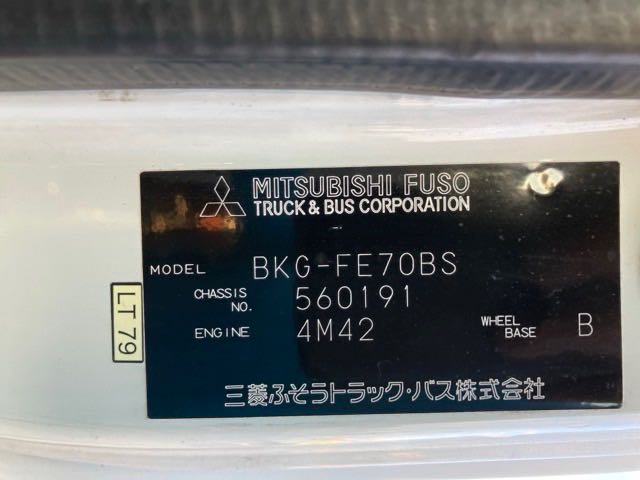 MITSUBISHI FUSO
TRUCK & BUS CORPORATION
MODEL BKG-FE70BS
CHASSIS NO. 560191
ENGINE 4M42 WHEEL BASE B
三菱ふそうトラック・バス株式会社
LT79